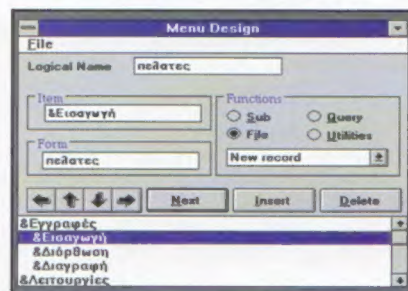 Menu Design
File
Logical Name πελατες
Item
&Εισαγωγή
Functions
Sub
Query
File
Utilities
Form
πελατες
New record
Next
Insert
Delete
&Εγγραφές
&Εισαγωγή
&Διόρθωση
&Διαγραφή
&Λειτουργίες